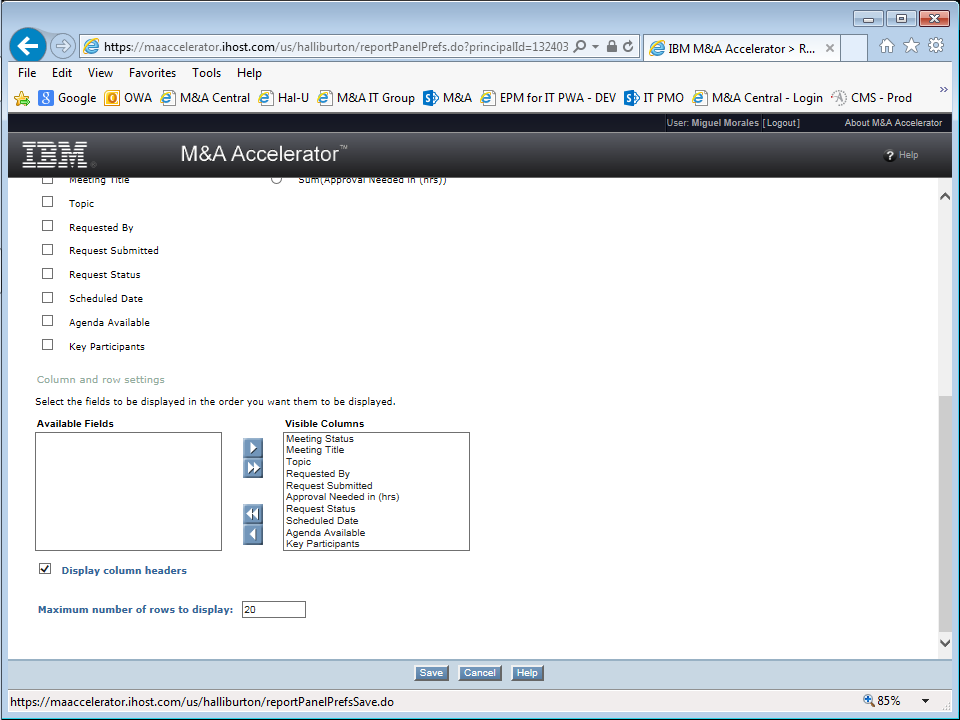 https://maaccelerator.ihost.com/us/halliburton/reportPanelPrefs.do?principalId=132403
IBM M&A Accelerator > R...
File Edit View Favorites Tools Help
Google OWA M&A Central Hal-U M&A IT Group M&A EPM for IT PWA - DEV IT PMO M&A Central - Login CMS - Prod
User: Miguel Morales [Logout] About M&A Accelerator
IBM M&A Accelerator™ ? Help
Meeting Title Sum(Approval Needed in (hrs))
Topic
Requested By
Request Submitted
Request Status
Scheduled Date
Agenda Available
Key Participants
Column and row settings
Select the fields to be displayed in the order you want them to be displayed.
Available Fields Visible Columns
Meeting Status
Meeting Title
Topic
Requested By
Request Submitted
Approval Needed in (hrs)
Request Status
Scheduled Date
Agenda Available
Key Participants
Display column headers
Maximum number of rows to display: 20
Save Cancel Help
https://maaccelerator.ihost.com/us/halliburton/reportPanelPrefsSave.do 85%